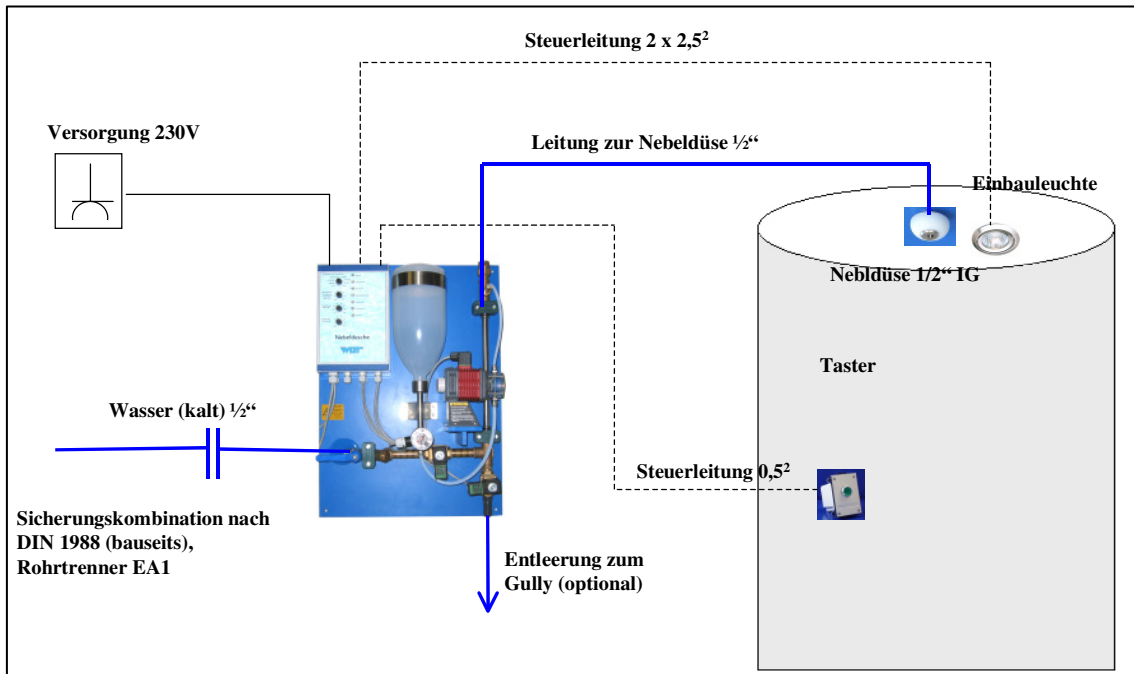 Steuerleitung 2 x 2,5²
Versorgung 230V
Leitung zur Nebeldüse ½“
Einbauleuchte
Nebldüse 1/2“ IG
Nebeldusche
Taster
Wasser (kalt) ½“
Steuerleitung 0,5²
Sicherungskombination nach
DIN 1988 (bauseits),
Rohrtrenner EA1
Entleerung zum
Gully (optional)